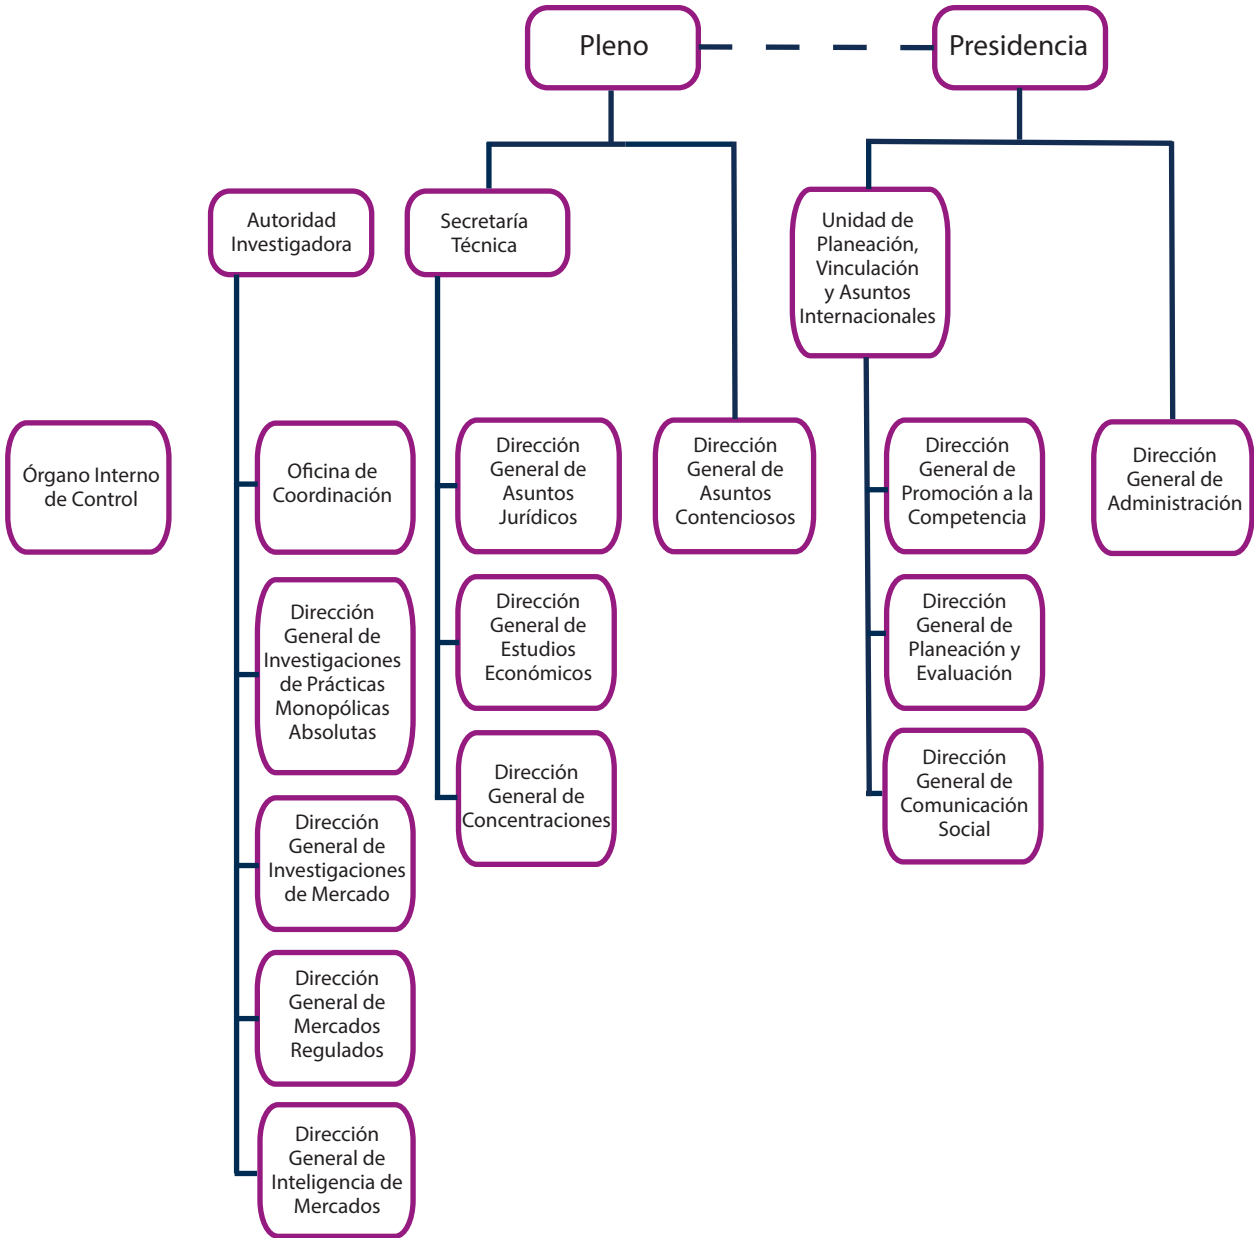 Pleno
Presidencia
Autoridad
Investigadora
Secretaría
Técnica
Unidad de
Planeación,
Vinculación
y Asuntos
Internacionales
Órgano Interno
de Control
Oficina de
Coordinación
Dirección
General de
Asuntos
Jurídicos
Dirección
General de
Asuntos
Contenciosos
Dirección
General de
Promoción a la
Competencia
Dirección
General de
Administración
Dirección
General de
Investigaciones
de Prácticas
Monopólicas
Absolutas
Dirección
General de
Estudios
Económicos
Dirección
General de
Planeación y
Evaluación
Dirección
General de
Concentraciones
Dirección
General de
Comunicación
Social
Dirección
General de
Investigaciones
de Mercado
Dirección
General de
Mercados
Regulados
Dirección
General de
Inteligencia de
Mercados